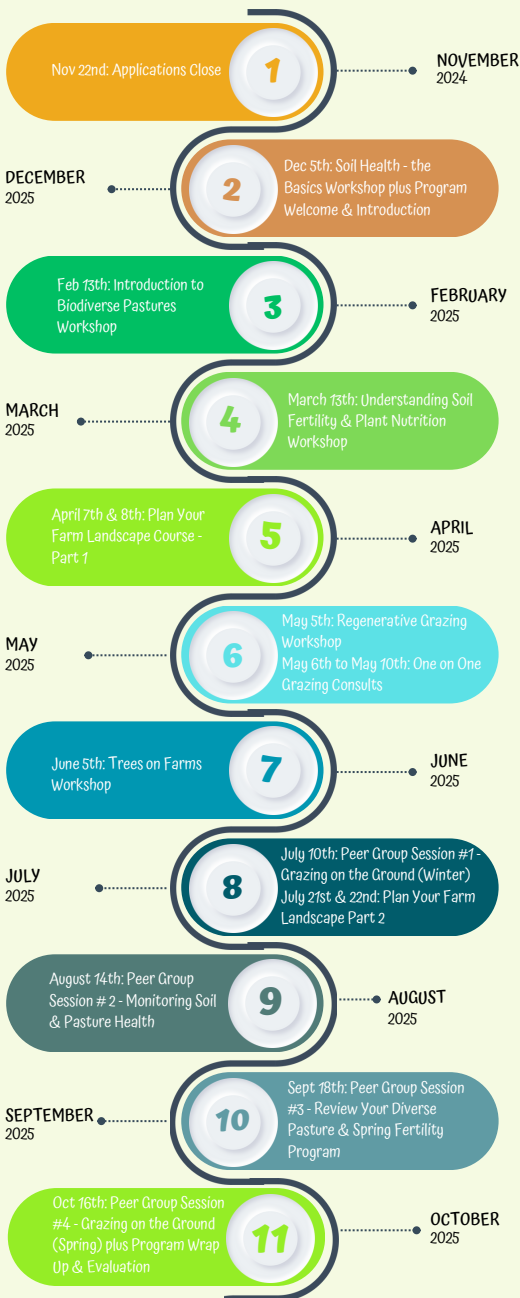 Nov 22nd: Applications Close
1
NOVEMBER
2024
DECEMBER
2025
2
Dec 5th: Soil Health - the
Basics Workshop plus Program
Welcome & Introduction
Feb 13th: Introduction to
Biodiverse Pastures
Workshop
3
FEBRUARY
2025
MARCH
2025
4
March 13th: Understanding Soil
Fertility & Plant Nutrition
Workshop
April 7th & 8th: Plan Your
Farm Landscape Course -
Part 1
5
APRIL
2025
MAY
2025
6
May 5th: Regenerative Grazing
Workshop
May 6th to May 10th: One on One
Grazing Consults
June 5th: Trees on Farms
Workshop
7
JUNE
2025
JULY
2025
8
July 10th: Peer Group Session #1 -
Grazing on the Ground (Winter)
July 21st & 22nd: Plan Your Farm
Landscape Part 2
August 14th: Peer Group
Session # 2 - Monitoring Soil
& Pasture Health
9
AUGUST
2025
SEPTEMBER
2025
10
Sept 18th: Peer Group Session
#3 - Review Your Diverse
Pasture & Spring Fertility
Program
Oct 16th: Peer Group Session
#4 - Grazing on the Ground
(Spring) plus Program Wrap
Up & Evaluation
11
OCTOBER
2025